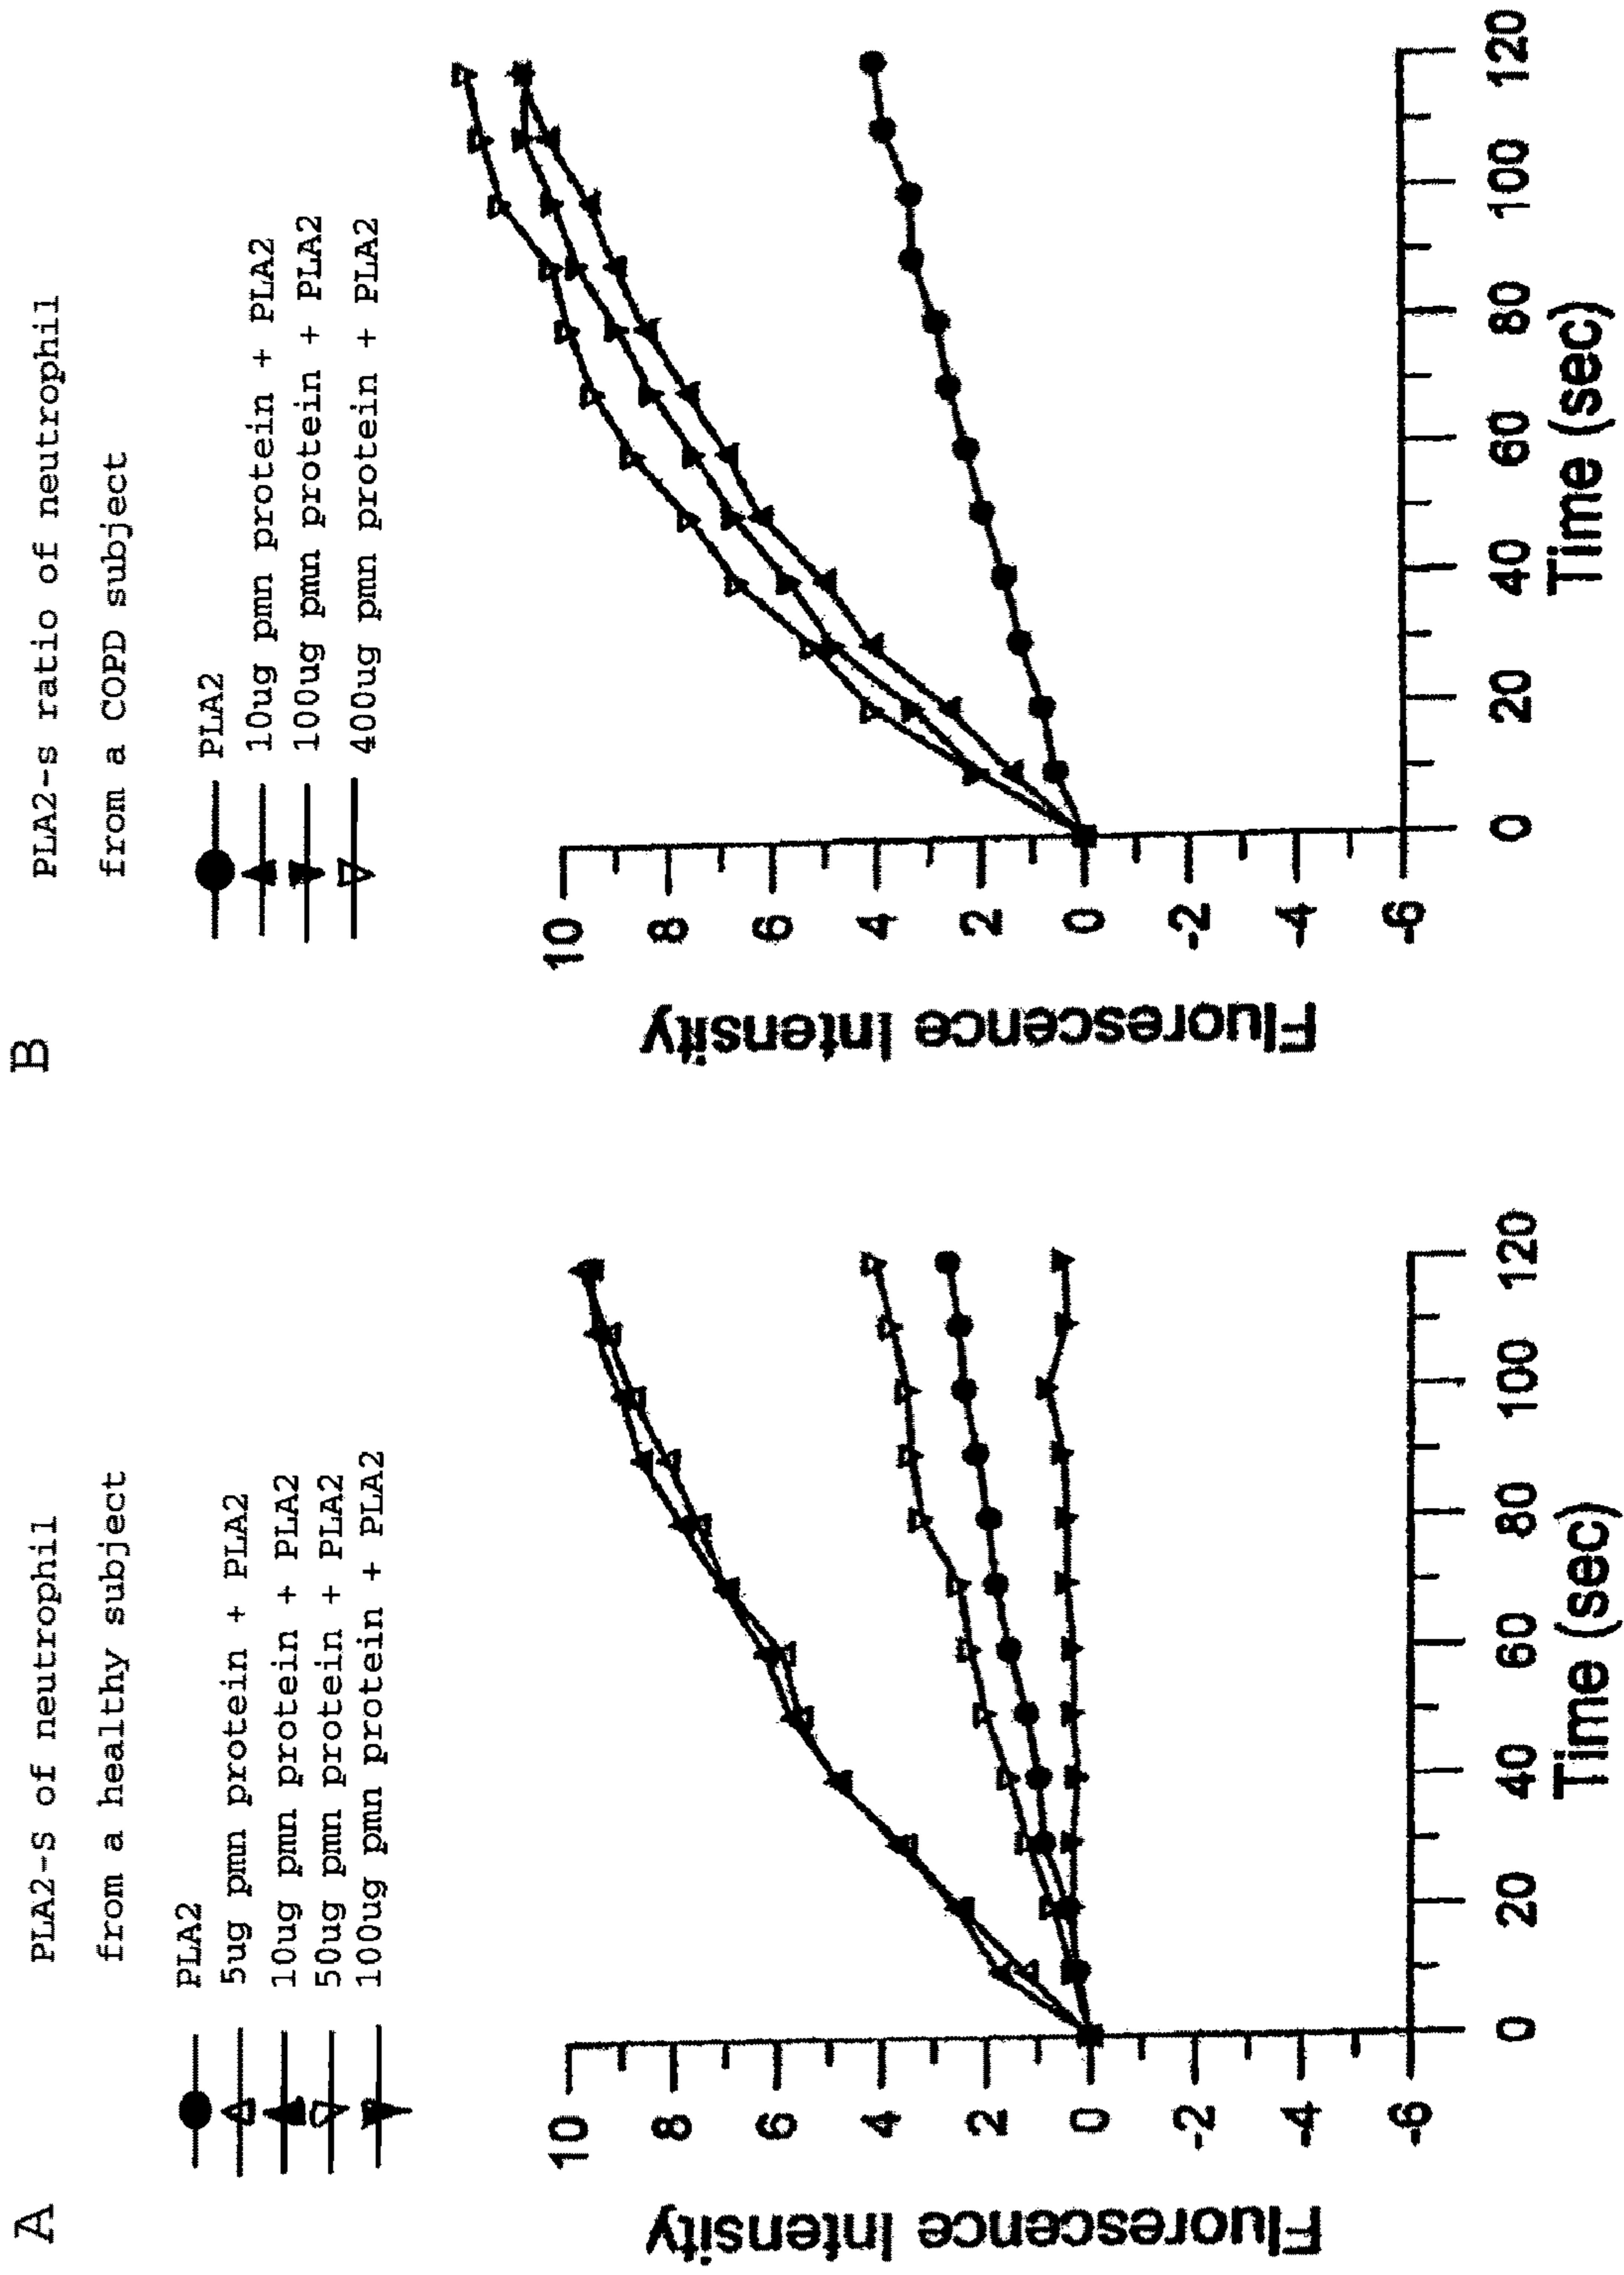 A
PLA2-S of neutrophil
from a healthy subject
PLA2
5ug pmn protein + PLA2
10ug pmn protein + PLA2
50ug pmn protein + PLA2
100ug pmn protein + PLA2
Fluorescence Intensity
10
8
6
4
2
0
-2
-4
-6
0 20 40 60 80 100 120
Time (sec)
B
PLA2-s ratio of neutrophil
from a COPD subject
PLA2
10ug pmn protein + PLA2
100ug pmn protein + PLA2
400ug pmn protein + PLA2
Fluorescence Intensity
10
8
6
4
2
0
-2
-4
-6
0 20 40 60 80 100 120
Time (sec)